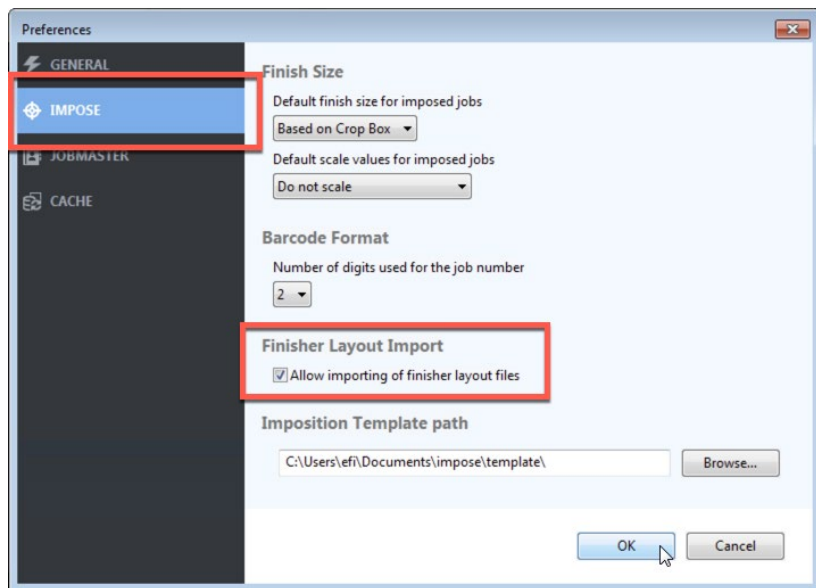 Preferences
GENERAL
IMPOSE
JOBMASTER
CACHE
Finish Size
Default finish size for imposed jobs
Based on Crop Box
Default scale values for imposed jobs
Do not scale
Barcode Format
Number of digits used for the job number
2
Finisher Layout Import
Allow importing of finisher layout files
Imposition Template path
C:\Users\efi\Documents\impose\template\
Browse...
OK
Cancel